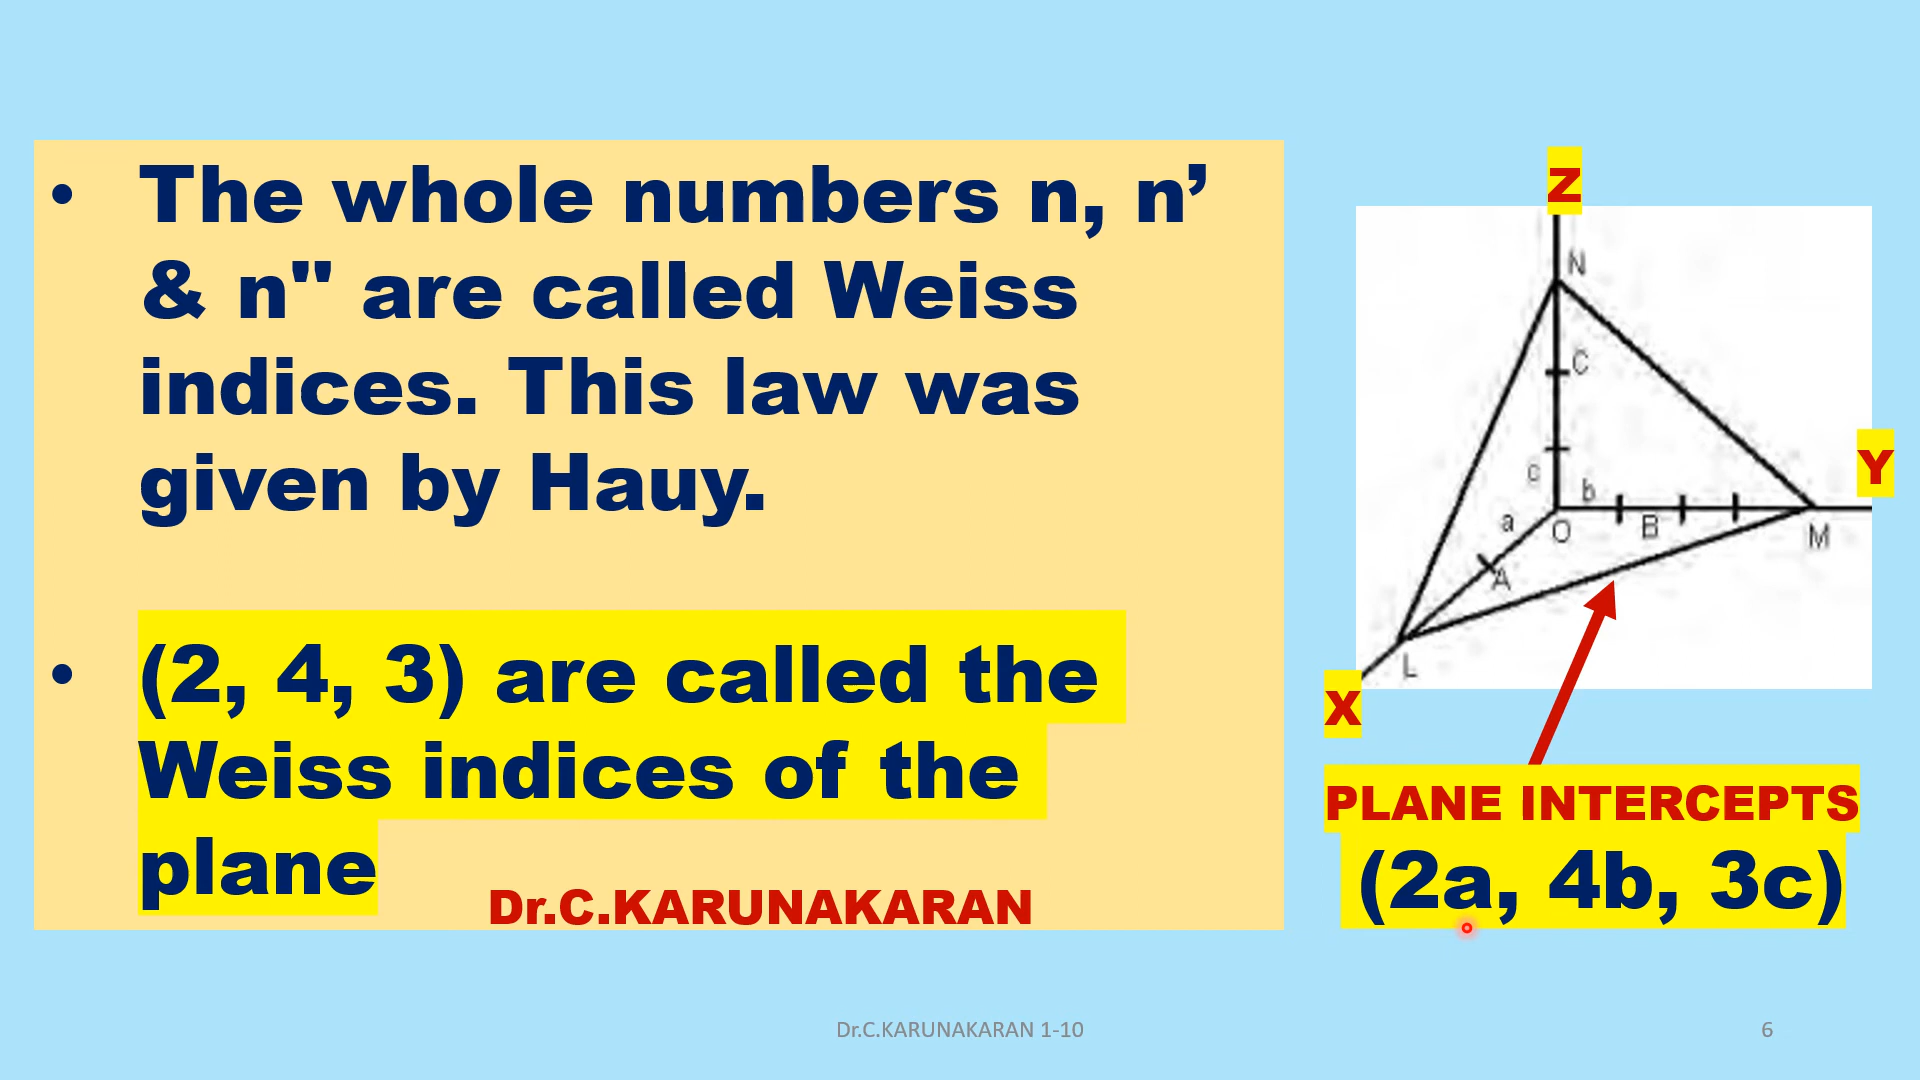 • The whole numbers n, n’
& n" are called Weiss
indices. This law was
given by Hauy.
• (2, 4, 3) are called the
Weiss indices of the
plane
Dr.C.KARUNAKARAN
Z
N
C
Y
c
b
a
O
B
M
A
L
X
PLANE INTERCEPTS
(2a, 4b, 3c)
Dr.C.KARUNAKARAN 1-10
6